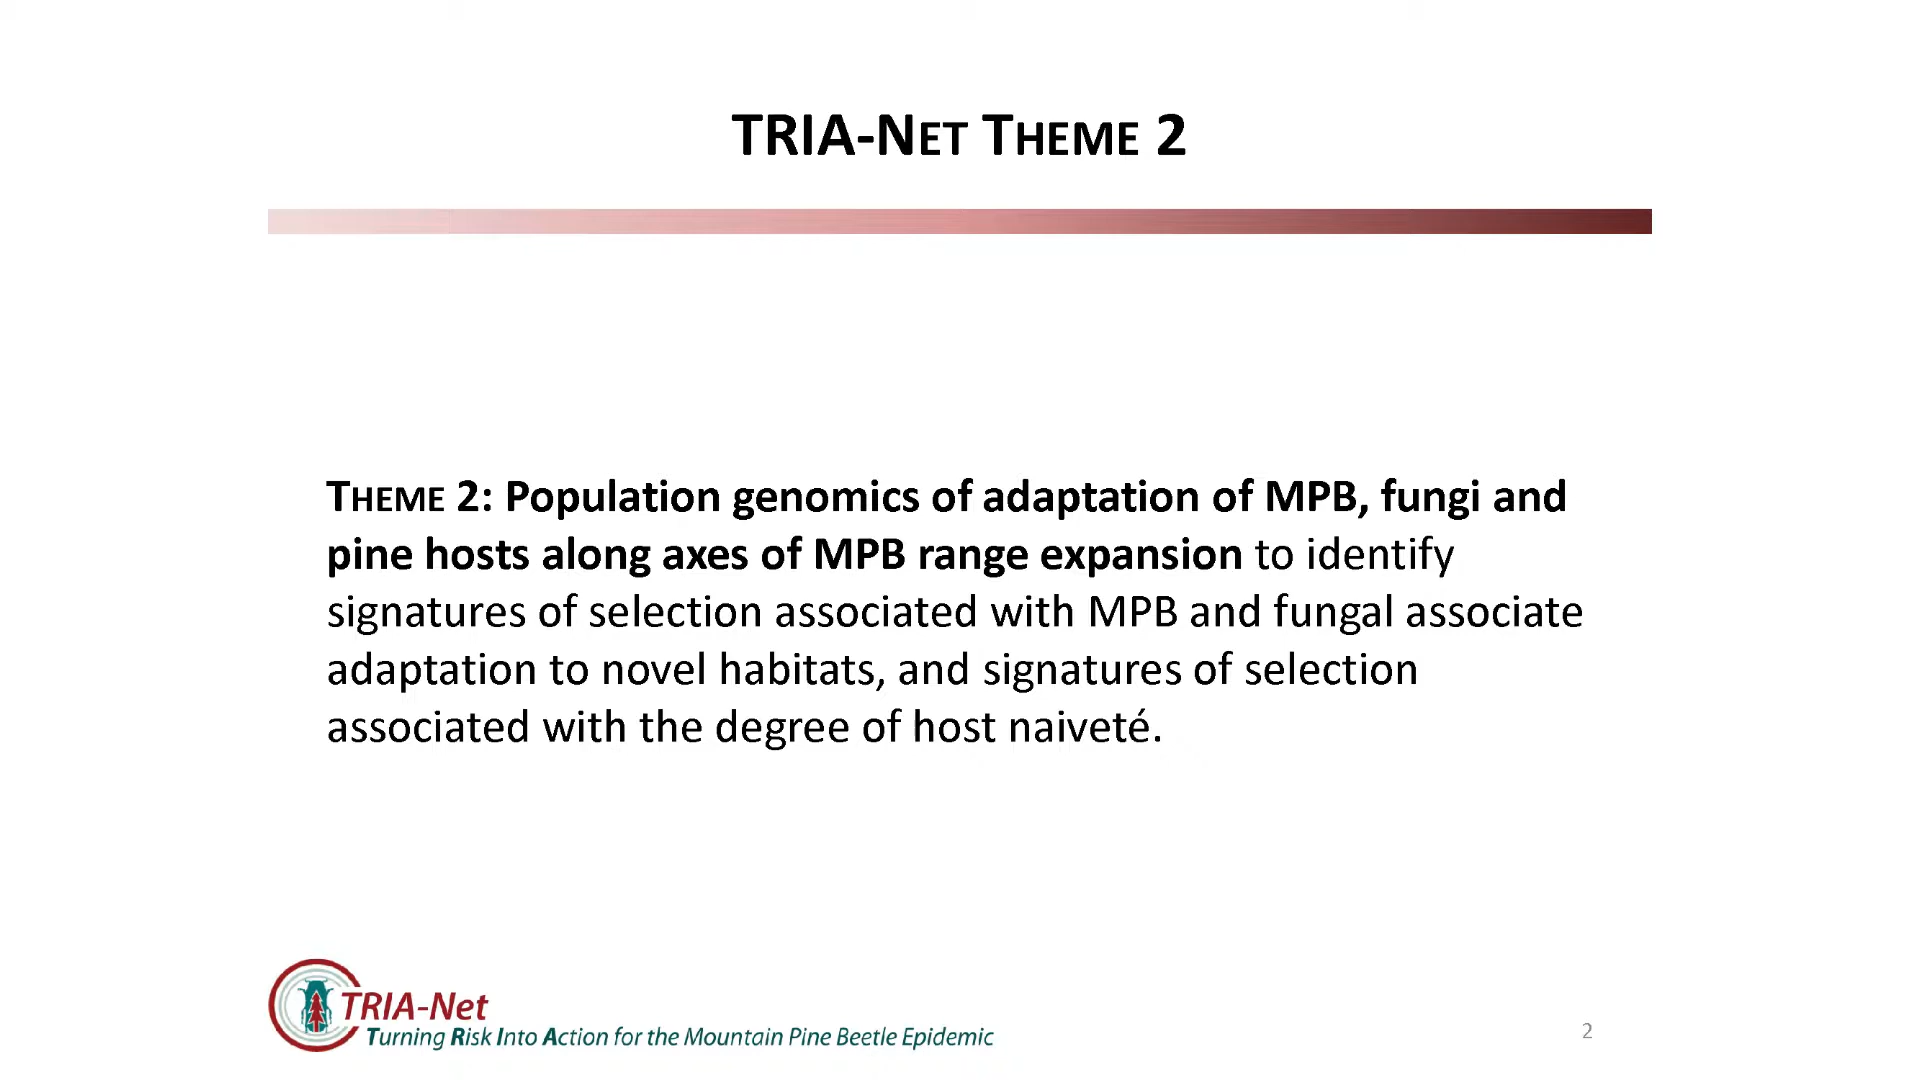 TRIA-NET THEME 2
THEME 2: Population genomics of adaptation of MPB, fungi and
pine hosts along axes of MPB range expansion to identify
signatures of selection associated with MPB and fungal associate
adaptation to novel habitats, and signatures of selection
associated with the degree of host naiveté.
TRIA-Net
Turning Risk Into Action for the Mountain Pine Beetle Epidemic
2